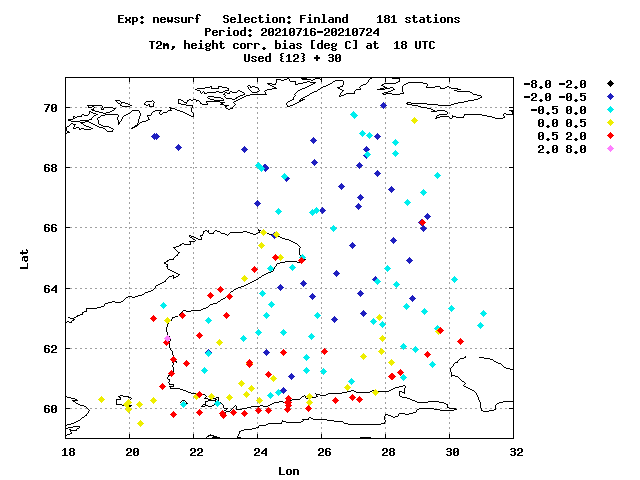 Exp: newsurf   Selection: Finland    181 stations
Period: 20210716-20210724
T2m, height corr. bias [deg C] at  18 UTC
Used {12} + 30
-8.0 -2.0
-2.0 -0.5
-0.5 0.0
0.0 0.5
0.5 2.0
2.0 8.0
70
68
66
64
62
60
Lat
18 20 22 24 26 28 30 32
Lon